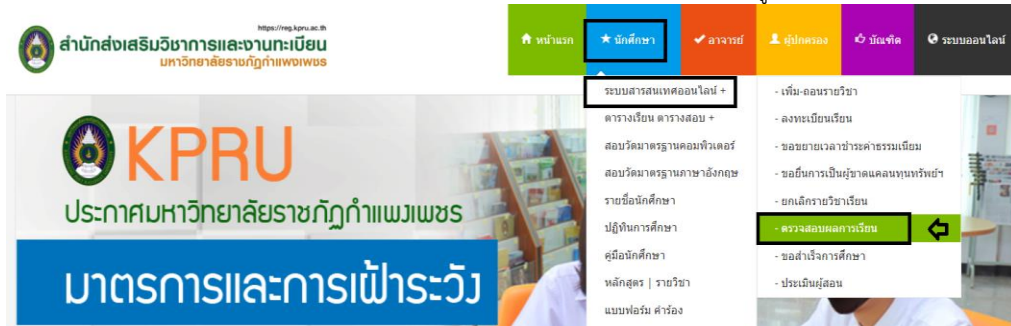 https://reg.kpru.ac.th
สำนักส่งเสริมวิชาการและงานทะเบียน
มหาวิทยาลัยราชภัฏกำแพงเพชร
หน้าแรก
นักศึกษา
อาจารย์
ผู้ปกครอง
บัณฑิต
ระบบออนไลน์
ระบบสารสนเทศออนไลน์ +
ตารางเรียน ตารางสอบ +
สอบวัดมาตรฐานคอมพิวเตอร์
สอบวัดมาตรฐานภาษาอังกฤษ
รายชื่อนักศึกษา
ปฏิทินการศึกษา
คู่มือนักศึกษา
หลักสูตร | รายวิชา
แบบฟอร์ม คำร้อง
- เพิ่ม-ถอนรายวิชา
- ลงทะเบียนเรียน
- ขอขยายเวลาชำระค่าธรรมเนียม
- ขอยื่นการเป็นผู้ขาดแคลนทุนทรัพย์ฯ
- ยกเลิกรายวิชาเรียน
- ตรวจสอบผลการเรียน
- ขอสำเร็จการศึกษา
- ประเมินผู้สอน
KPRU
ประกาศมหาวิทยาลัยราชภัฏกำแพงเพชร
มาตรการและการเฝ้าระวัง